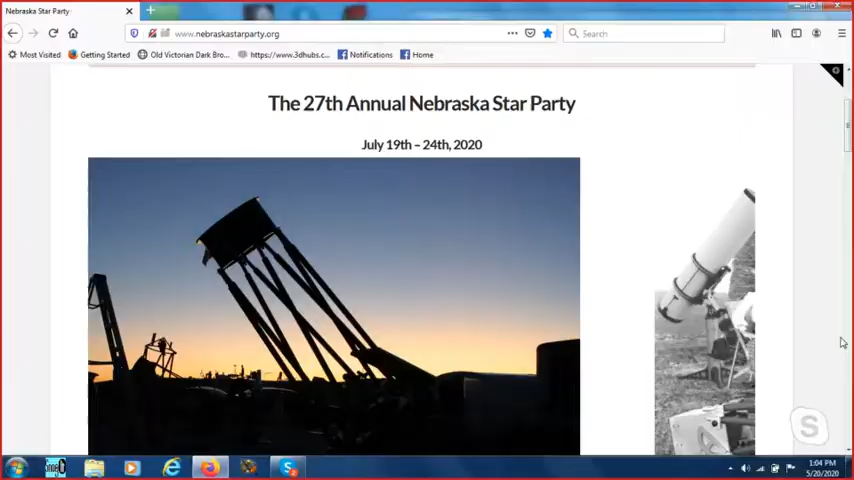 Nebraska Star Party
www.nebraskastarparty.org
Search
Most Visited
Getting Started
Old Victorian Dark Bro...
https://www.3dhubs.c...
Notifications
Home
The 27th Annual Nebraska Star Party
July 19th – 24th, 2020
1:04 PM
5/20/2020